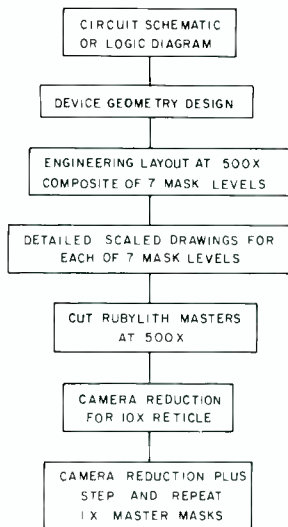 CIRCUIT SCHEMATIC
OR LOGIC DIAGRAM
DEVICE GEOMETRY DESIGN
ENGINEERING LAYOUT AT 500X
COMPOSITE OF 7 MASK LEVELS
DETAILED SCALED DRAWINGS FOR
EACH OF 7 MASK LEVELS
CUT RUBYLITH MASTERS
AT 500X
CAMERA REDUCTION
FOR 10X RETICLE
CAMERA REDUCTION PLUS
STEP AND REPEAT
1X MASTER MASKS